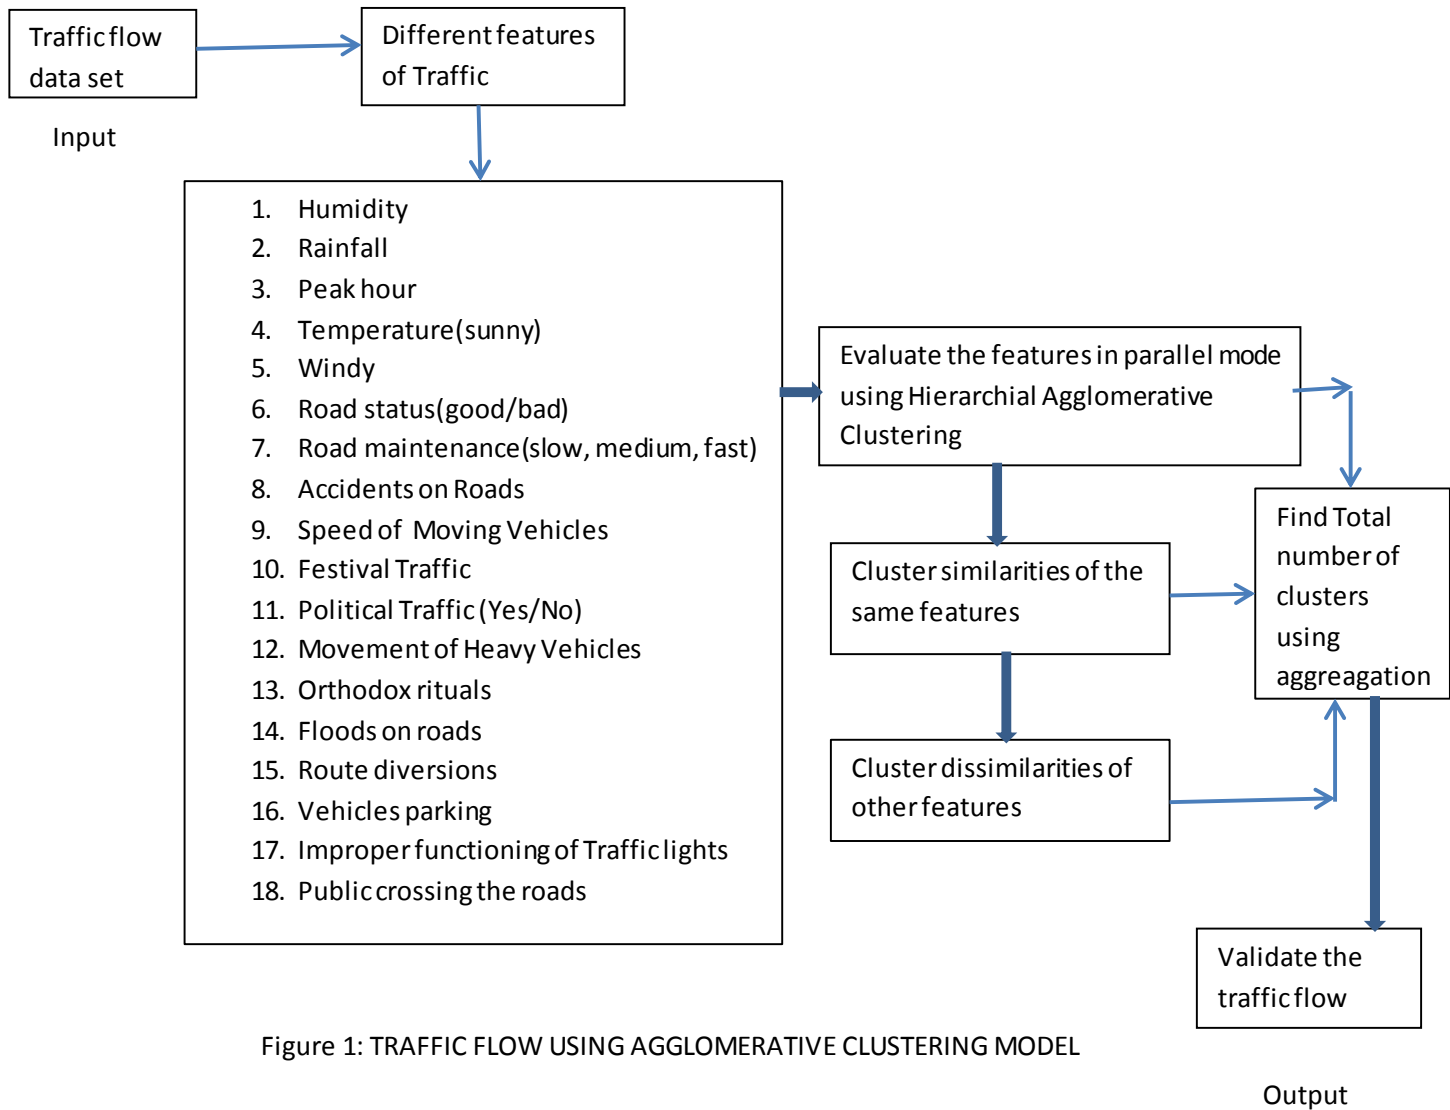 Traffic flow
data set
Input
Different features
of Traffic
1. Humidity
2. Rainfall
3. Peak hour
4. Temperature(sunny)
5. Windy
6. Road status(good/bad)
7. Road maintenance(slow, medium, fast)
8. Accidents on Roads
9. Speed of Moving Vehicles
10. Festival Traffic
11. Political Traffic (Yes/No)
12. Movement of Heavy Vehicles
13. Orthodox rituals
14. Floods on roads
15. Route diversions
16. Vehicles parking
17. Improper functioning of Traffic lights
18. Public crossing the roads
Evaluate the features in parallel mode
using Hierarchial Agglomerative
Clustering
Cluster similarities of the
same features
Cluster dissimilarities of
other features
Find Total
number of
clusters
using
aggreagation
Validate the
traffic flow
Figure 1: TRAFFIC FLOW USING AGGLOMERATIVE CLUSTERING MODEL
Output